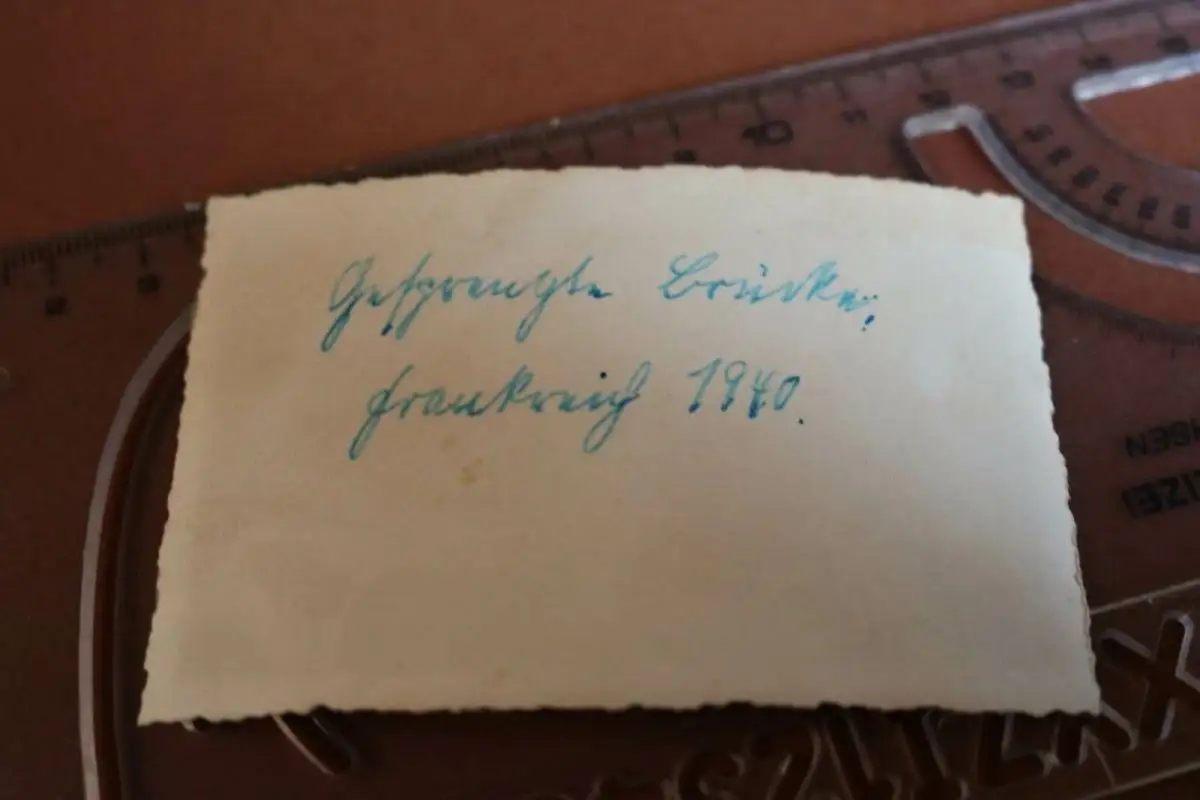 Gesprengte Brücke,
Frankreich 1940.